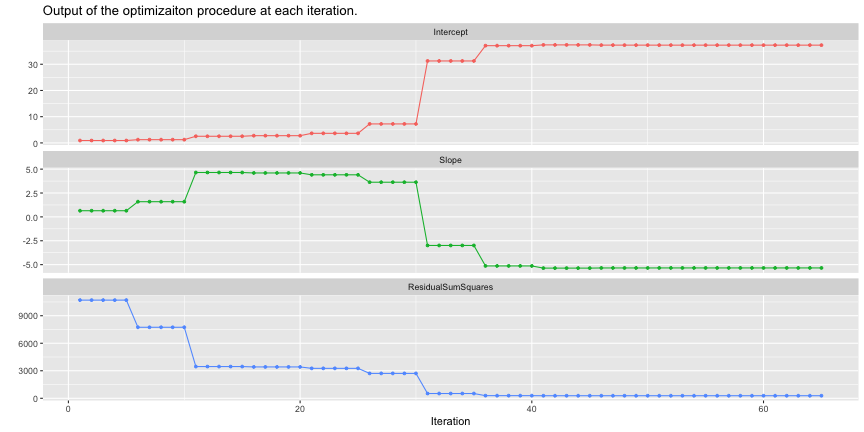 Output of the optimizaiton procedure at each iteration.
Intercept
30
20
10
0
Slope
5.0
2.5
0.0
-2.5
-5.0
ResidualSumSquares
9000
6000
3000
0
0 20 40 60
Iteration